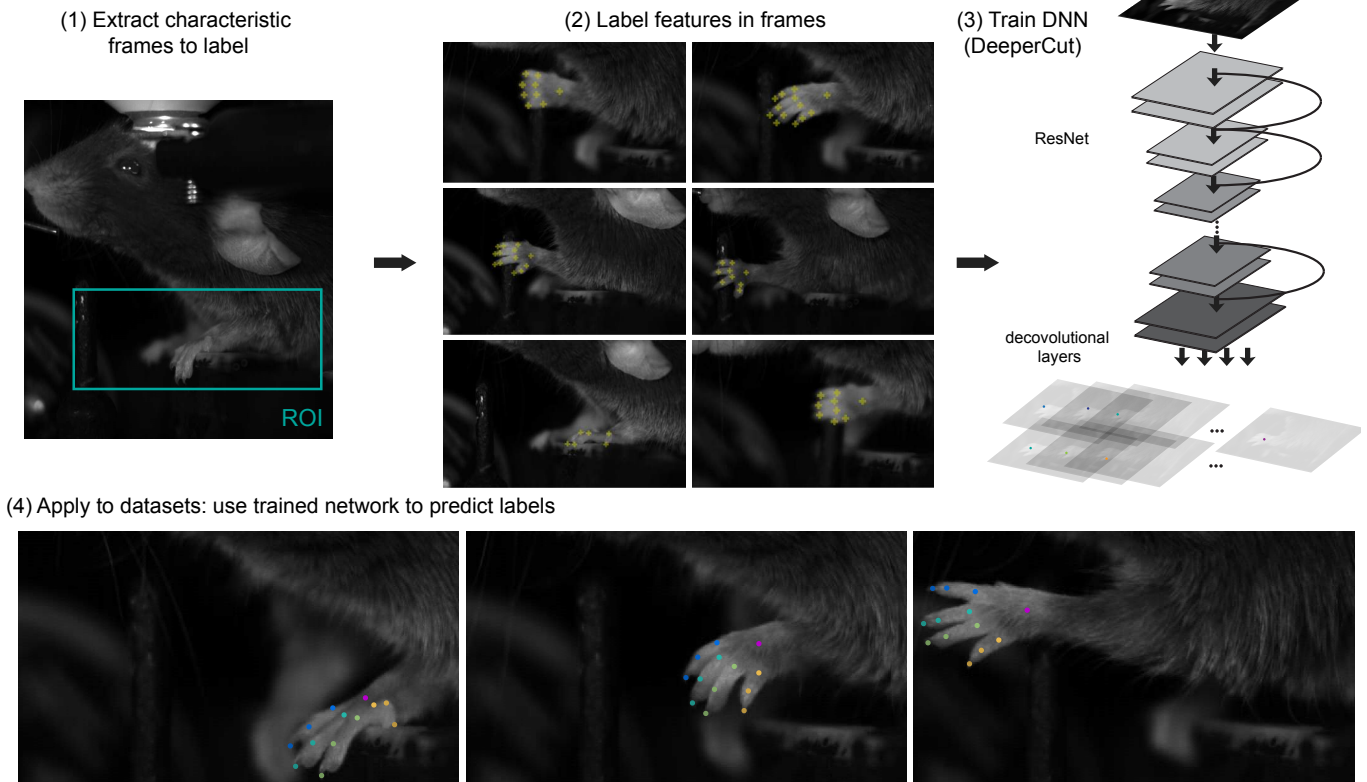 (1) Extract characteristic
frames to label
(2) Label features in frames
(3) Train DNN
(DeeperCut)
ROI
ResNet
decovolutional
layers
(4) Apply to datasets: use trained network to predict labels